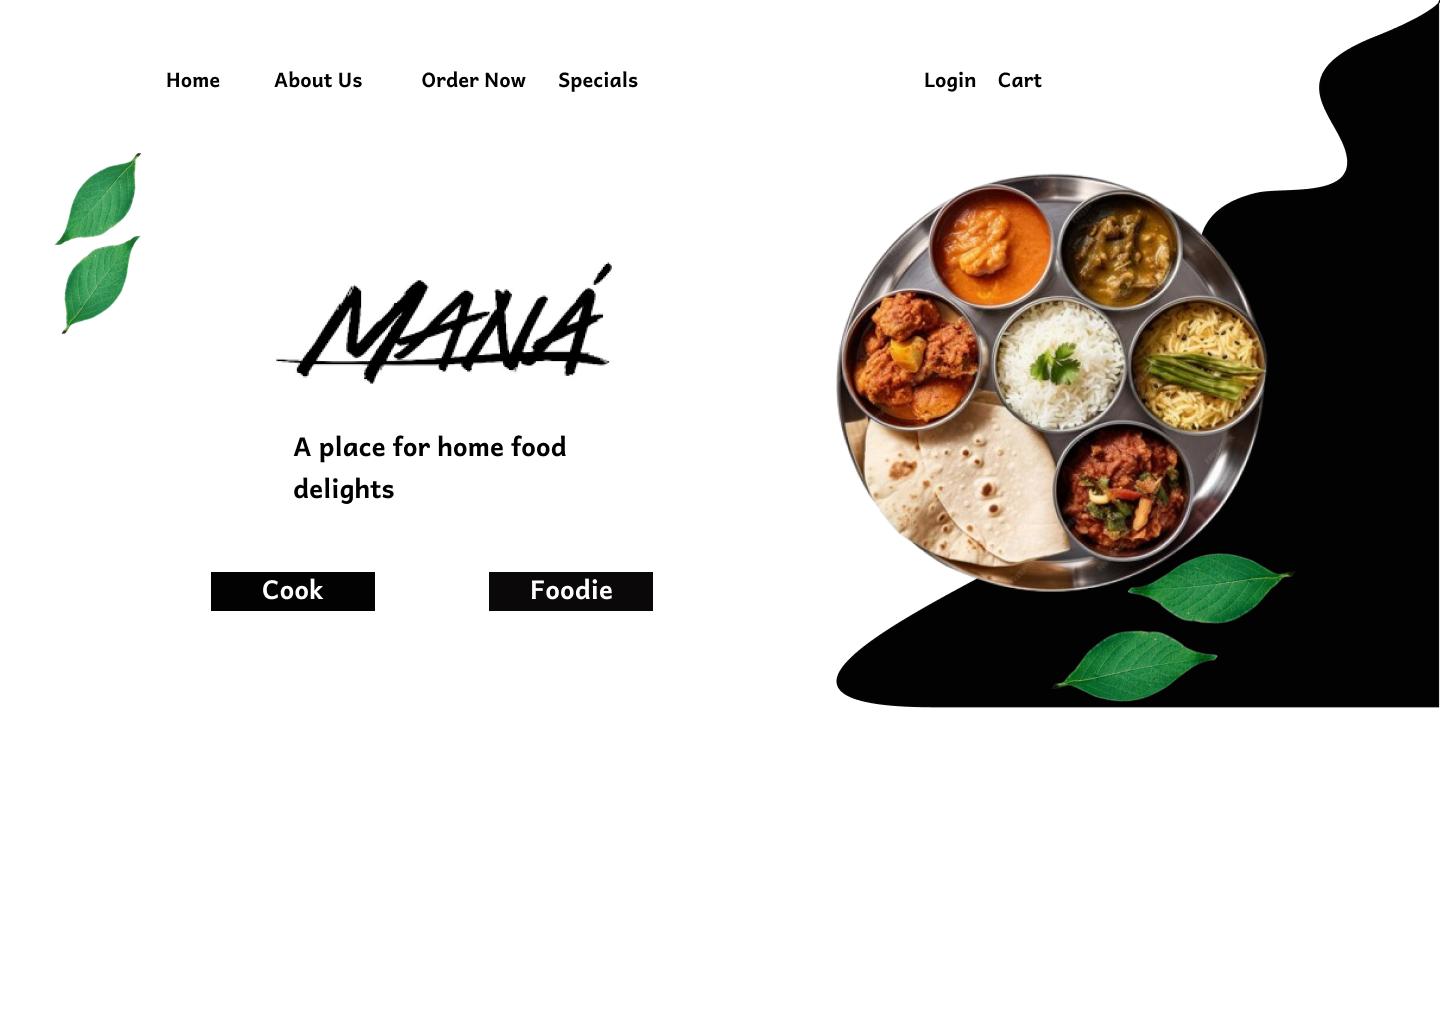 Home About Us Order Now Specials Login Cart
MANÁ
A place for home food
delights
Cook Foodie